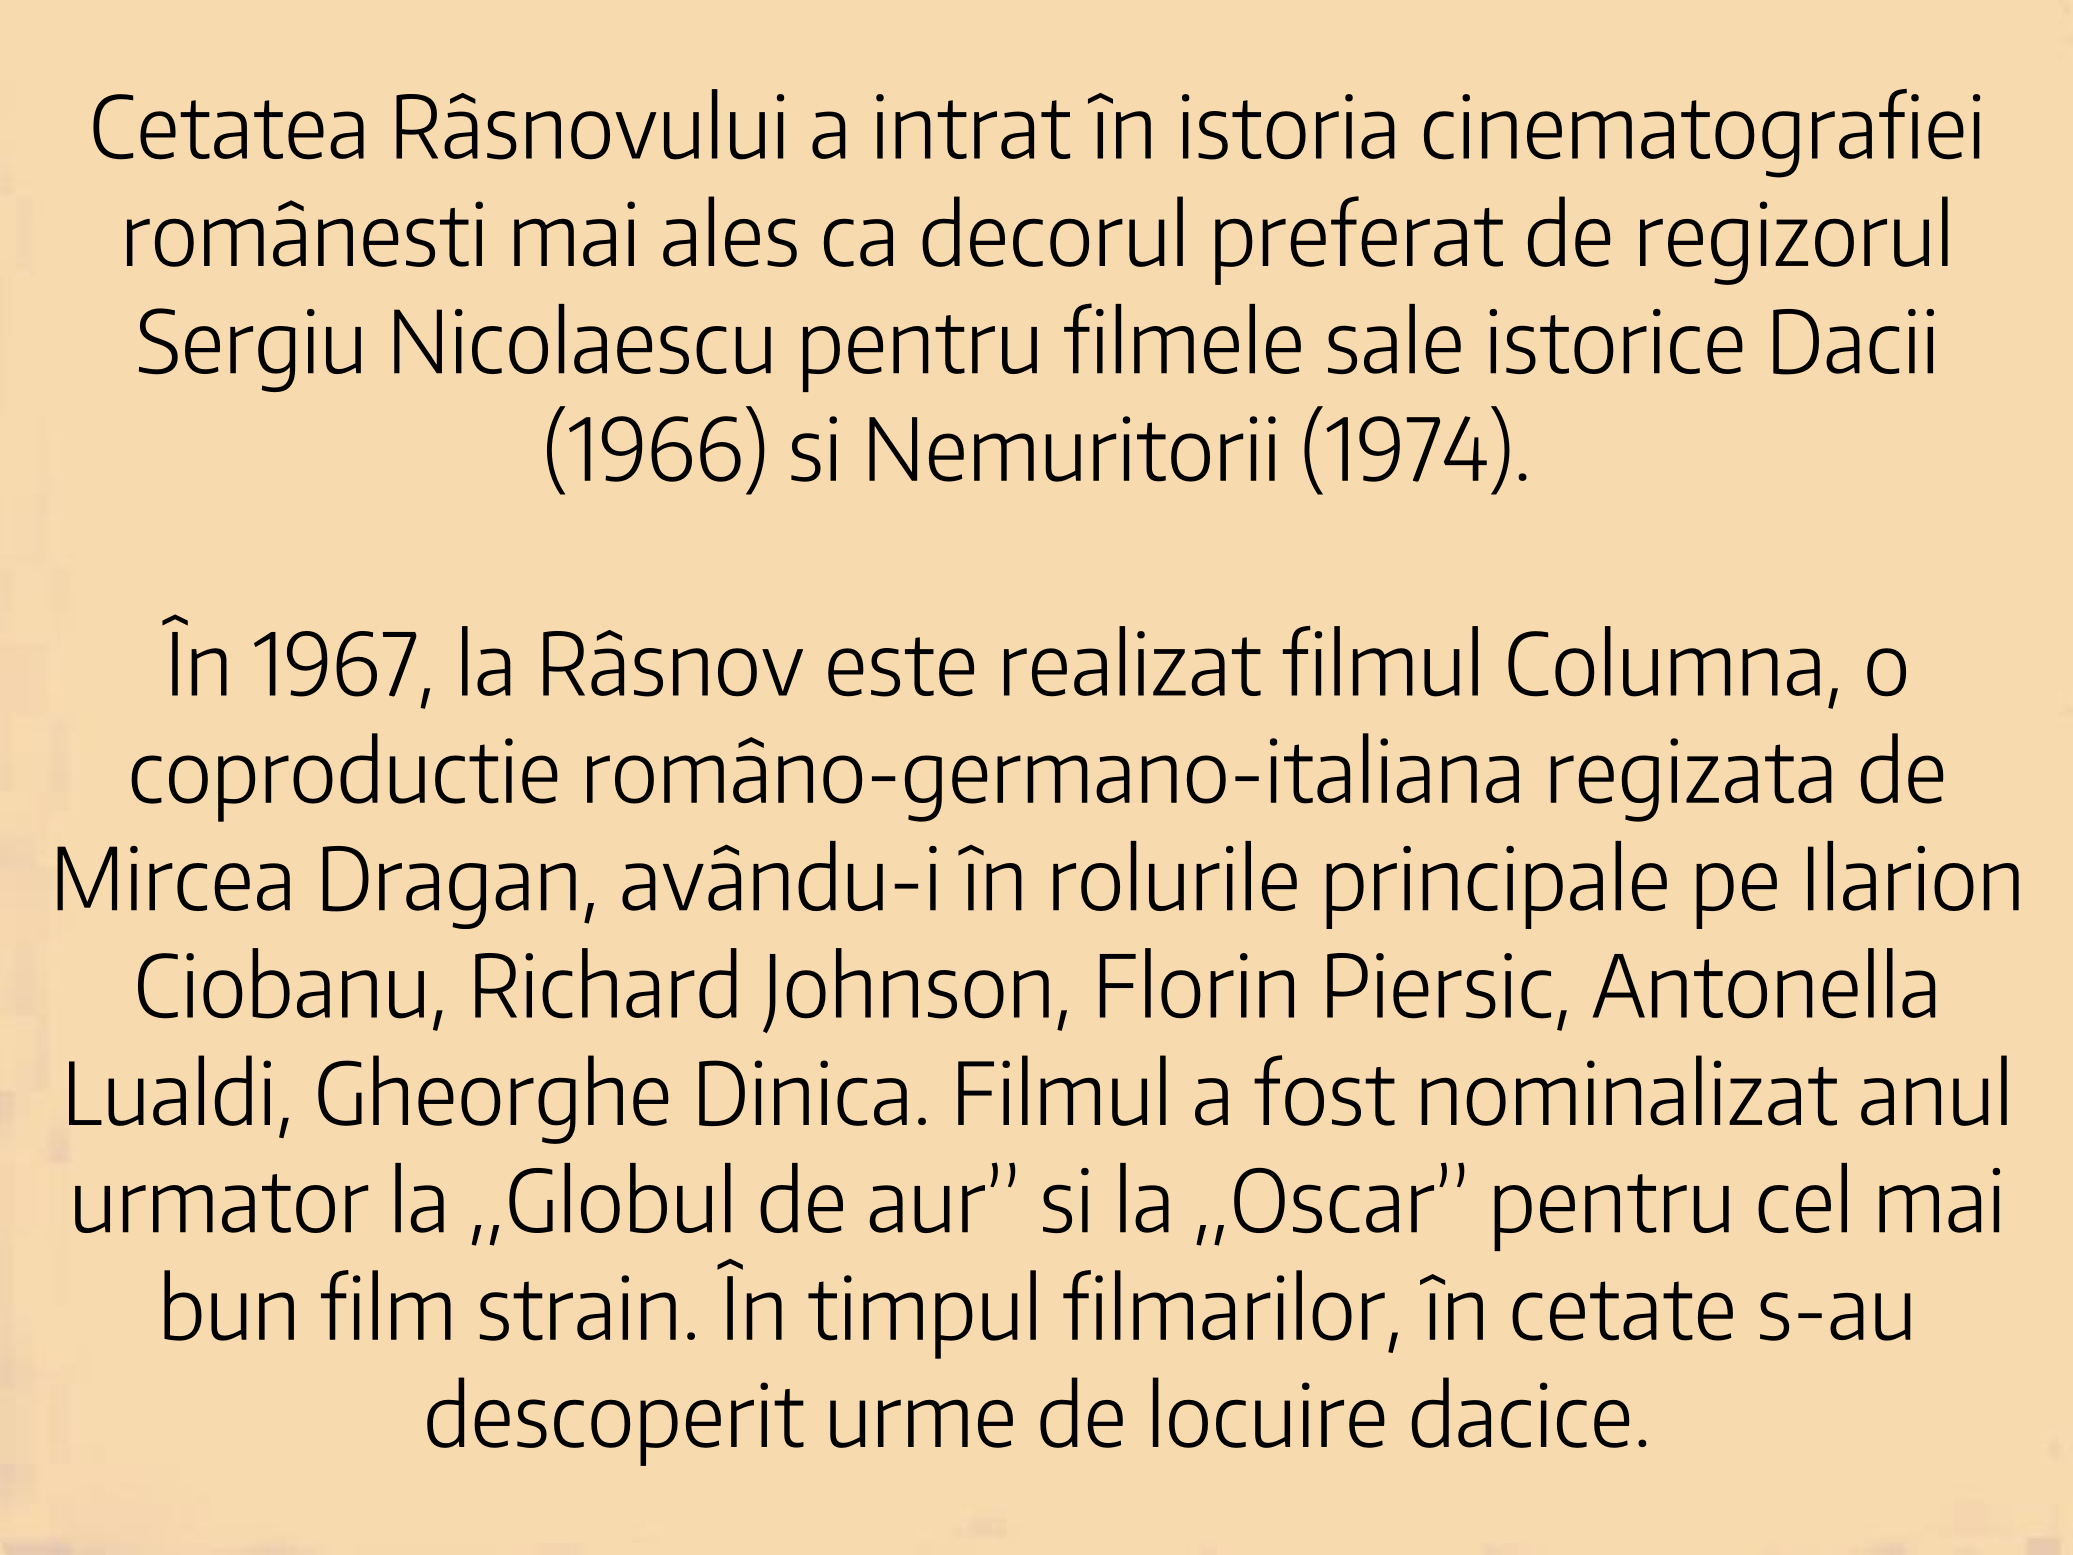 Cetatea Râsnovului a intrat în istoria cinematografiei
românesti mai ales ca decorul preferat de regizorul
Sergiu Nicolaescu pentru filmele sale istorice Dacii
(1966) si Nemuritorii (1974).
În 1967, la Râsnov este realizat filmul Columna, o
coproductie româno-germano-italiana regizata de
Mircea Dragan, avându-i în rolurile principale pe Ilarion
Ciobanu, Richard Johnson, Florin Piersic, Antonella
Lualdi, Gheorghe Dinica. Filmul a fost nominalizat anul
urmator la ,,Globul de aur’’ si la ,,Oscar’’ pentru cel mai
bun film strain. În timpul filmarilor, în cetate s-au
descoperit urme de locuire dacice.